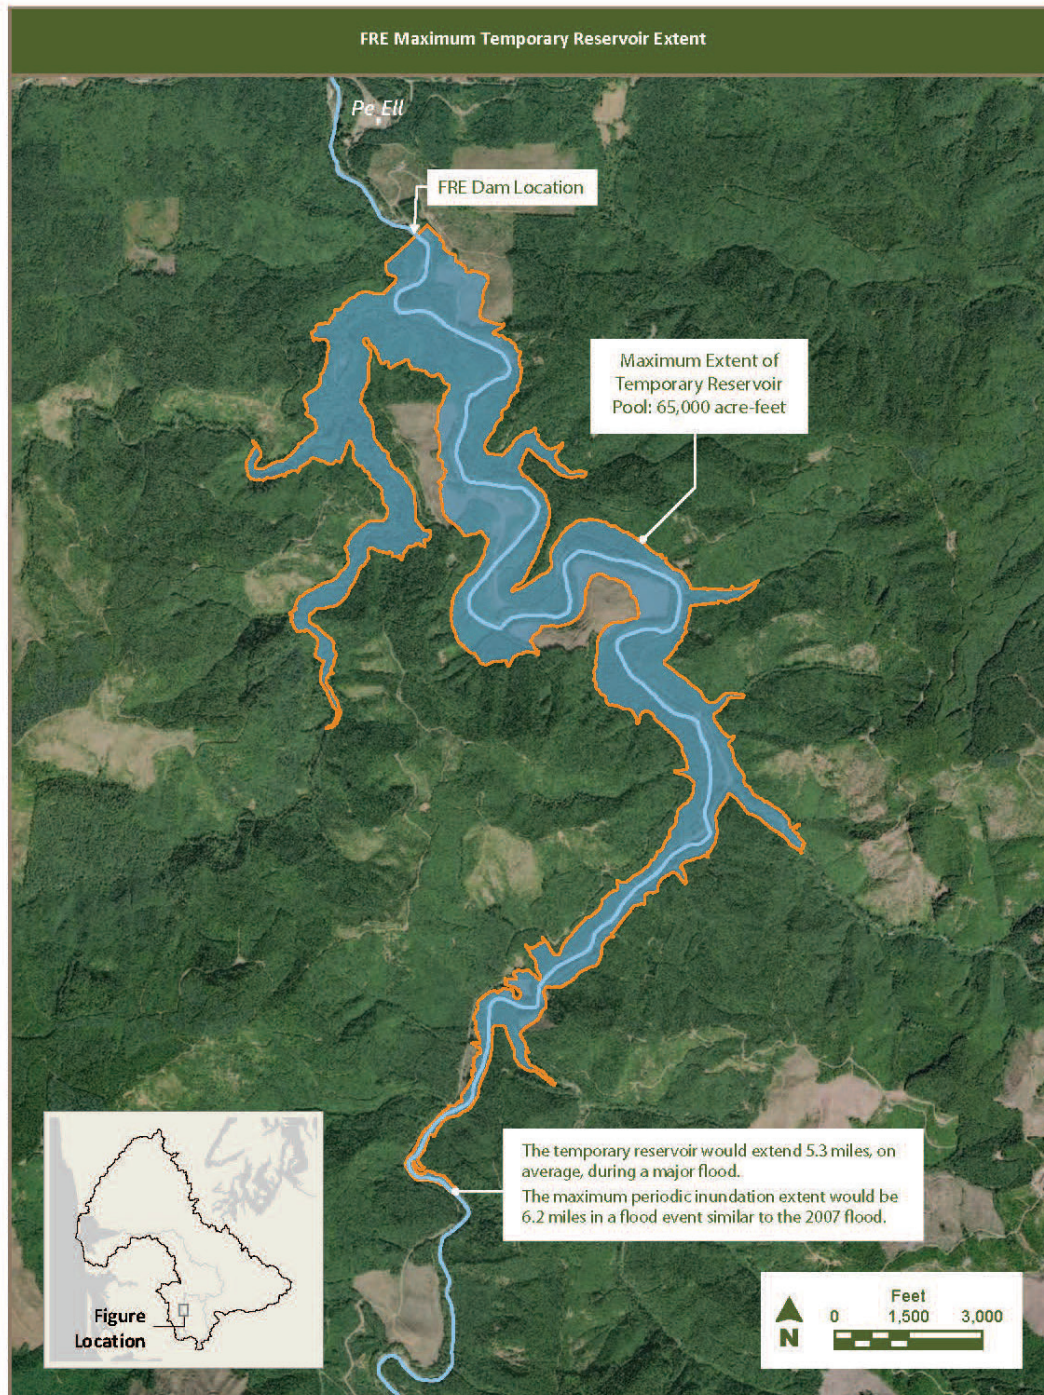 FRE Maximum Temporary Reservoir Extent
Pe Ell
FRE Dam Location
Maximum Extent of
Temporary Reservoir
Pool: 65,000 acre-feet
The temporary reservoir would extend 5.3 miles, on
average, during a major flood.
The maximum periodic inundation extent would be
6.2 miles in a flood event similar to the 2007 flood.
Figure
Location
N
Feet
0 1,500 3,000